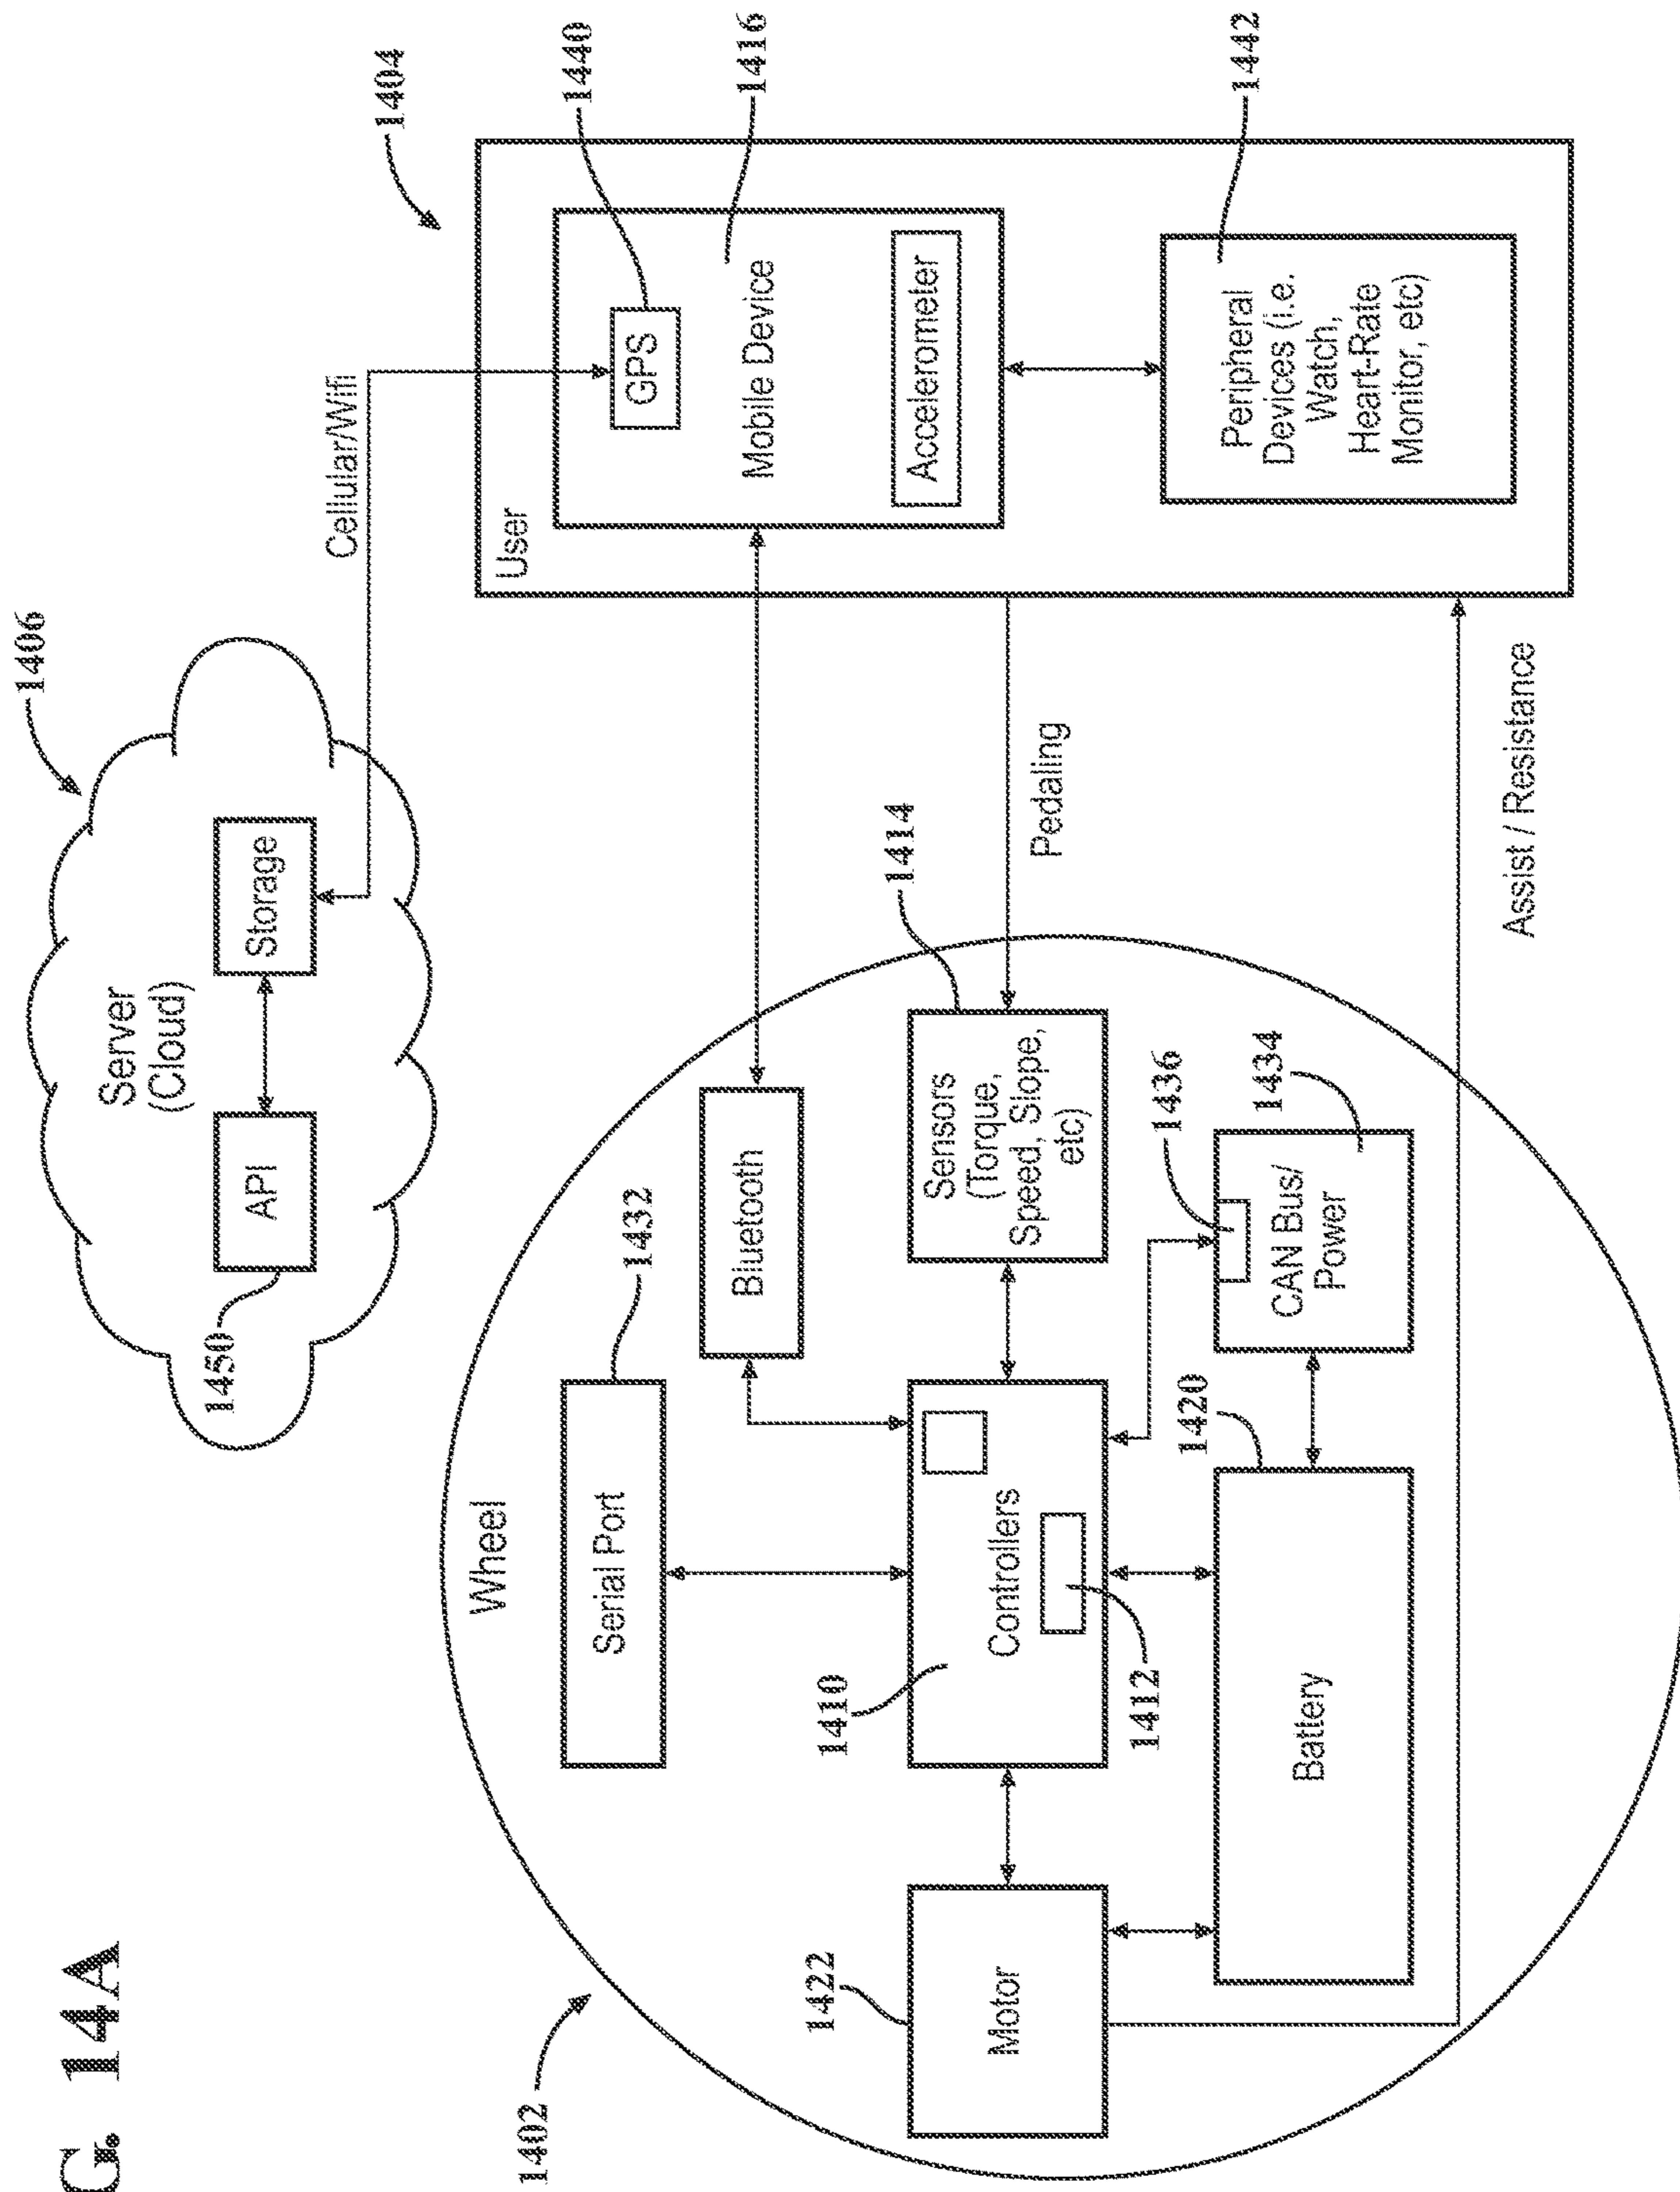 G. 14A
1406
Server
(Cloud)
API
Storage
1450
Cellular/Wifi
1404
User
GPS
1440
Mobile Device
1416
Accelerometer
Peripheral
Devices (i.e.
Watch,
Heart-Rate
Monitor, etc)
1442
1402
Wheel
Serial Port
1432
Bluetooth
1410
Controllers
1412
1414
Sensors
(Torque,
Speed, Slope,
etc)
Pedaling
1422
Motor
1420
Battery
1436
CAN Bus/
Power
1434
Assist / Resistance